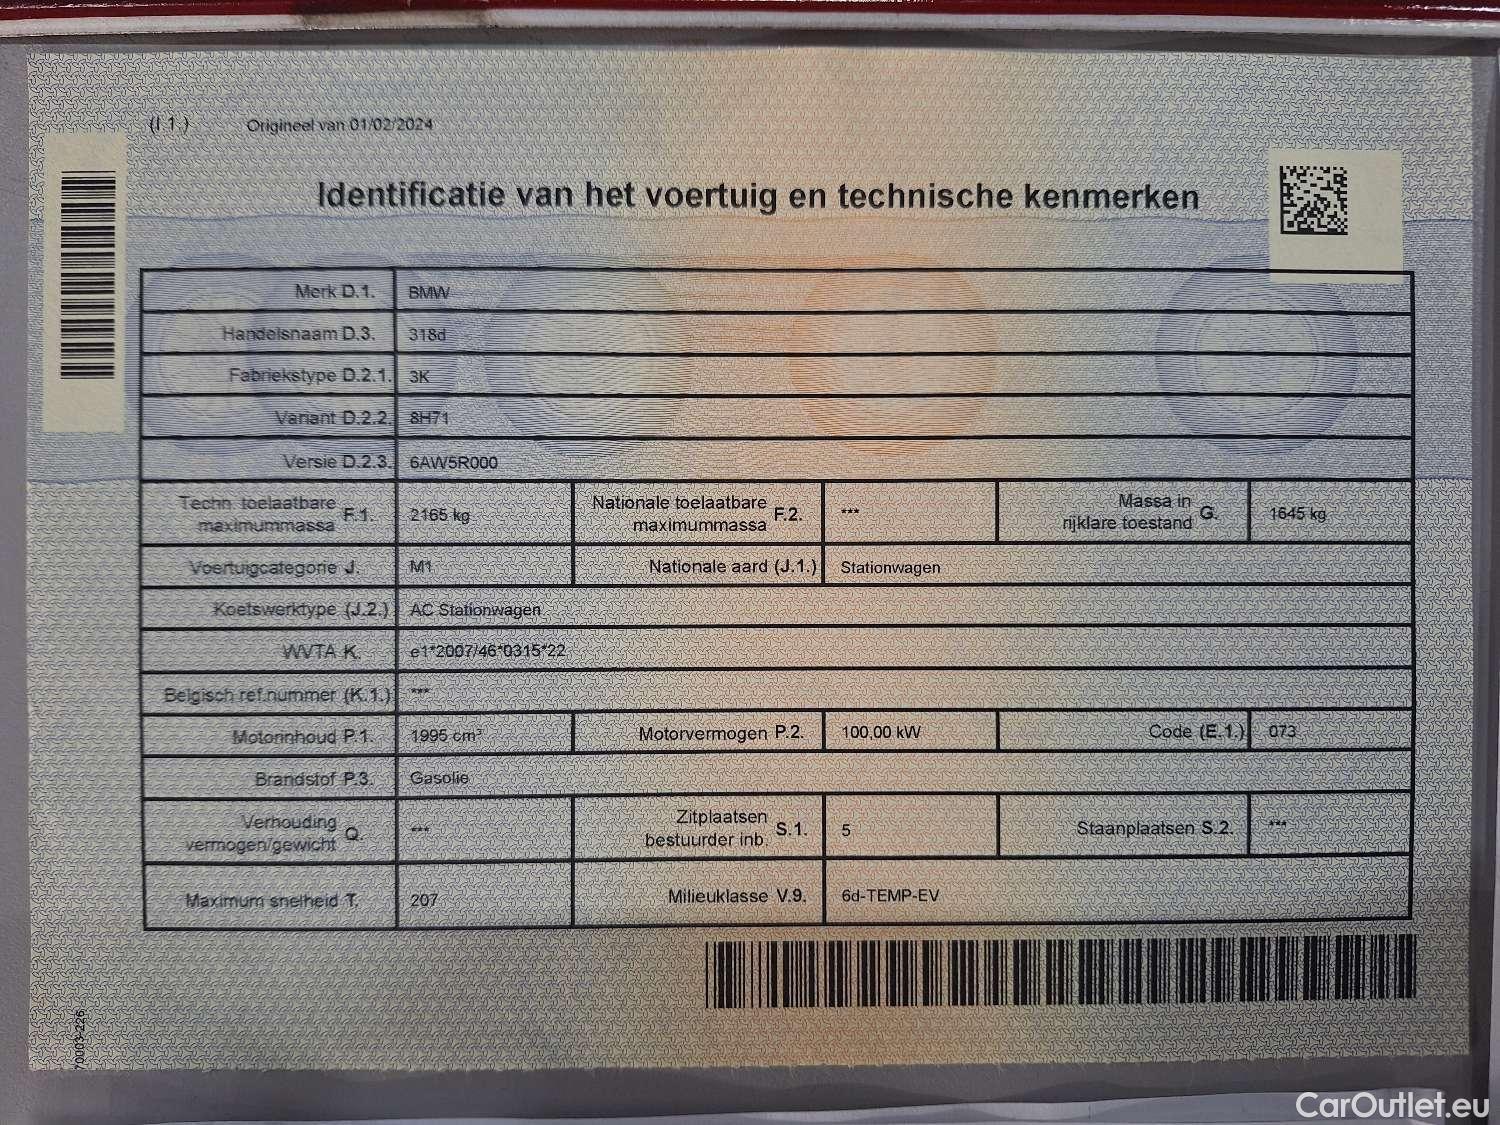 (I.1.) Origineel van 01/02/2024
Identificatie van het voertuig en technische kenmerken
Merk D.1. BMW
Handelsnaam D.3. 318d
Fabriekstype D.2.1. 3K
Variant D.2.2. 8H71
Versie D.2.3. 6AW5R000
Techn. toelaatbare maximummassa F.1. 2165 kg Nationale toelaatbare maximummassa F.2. *** Massa in rijklare toestand G. 1645 kg
Voertuigcategorie J. M1 Nationale aard (J.1.) Stationwagen
Koetswerktype (J.2.) AC Stationwagen
WVTA K. e1*2007/46*0315*22
Belgisch ref.nummer (K.1.) ***
Motorinhoud P.1. 1995 cm³ Motorvermogen P.2. 100,00 kW Code (E.1.) 073
Brandstof P.3. Gasolie
Verhouding vermogen/gewicht Q. *** Zitplaatsen bestuurder inb. S.1. 5 Staanplaatsen S.2. ***
Maximum snelheid T. 207 Milieuklasse V.9. 6d-TEMP-EV
70003-226
CarOutlet.eu